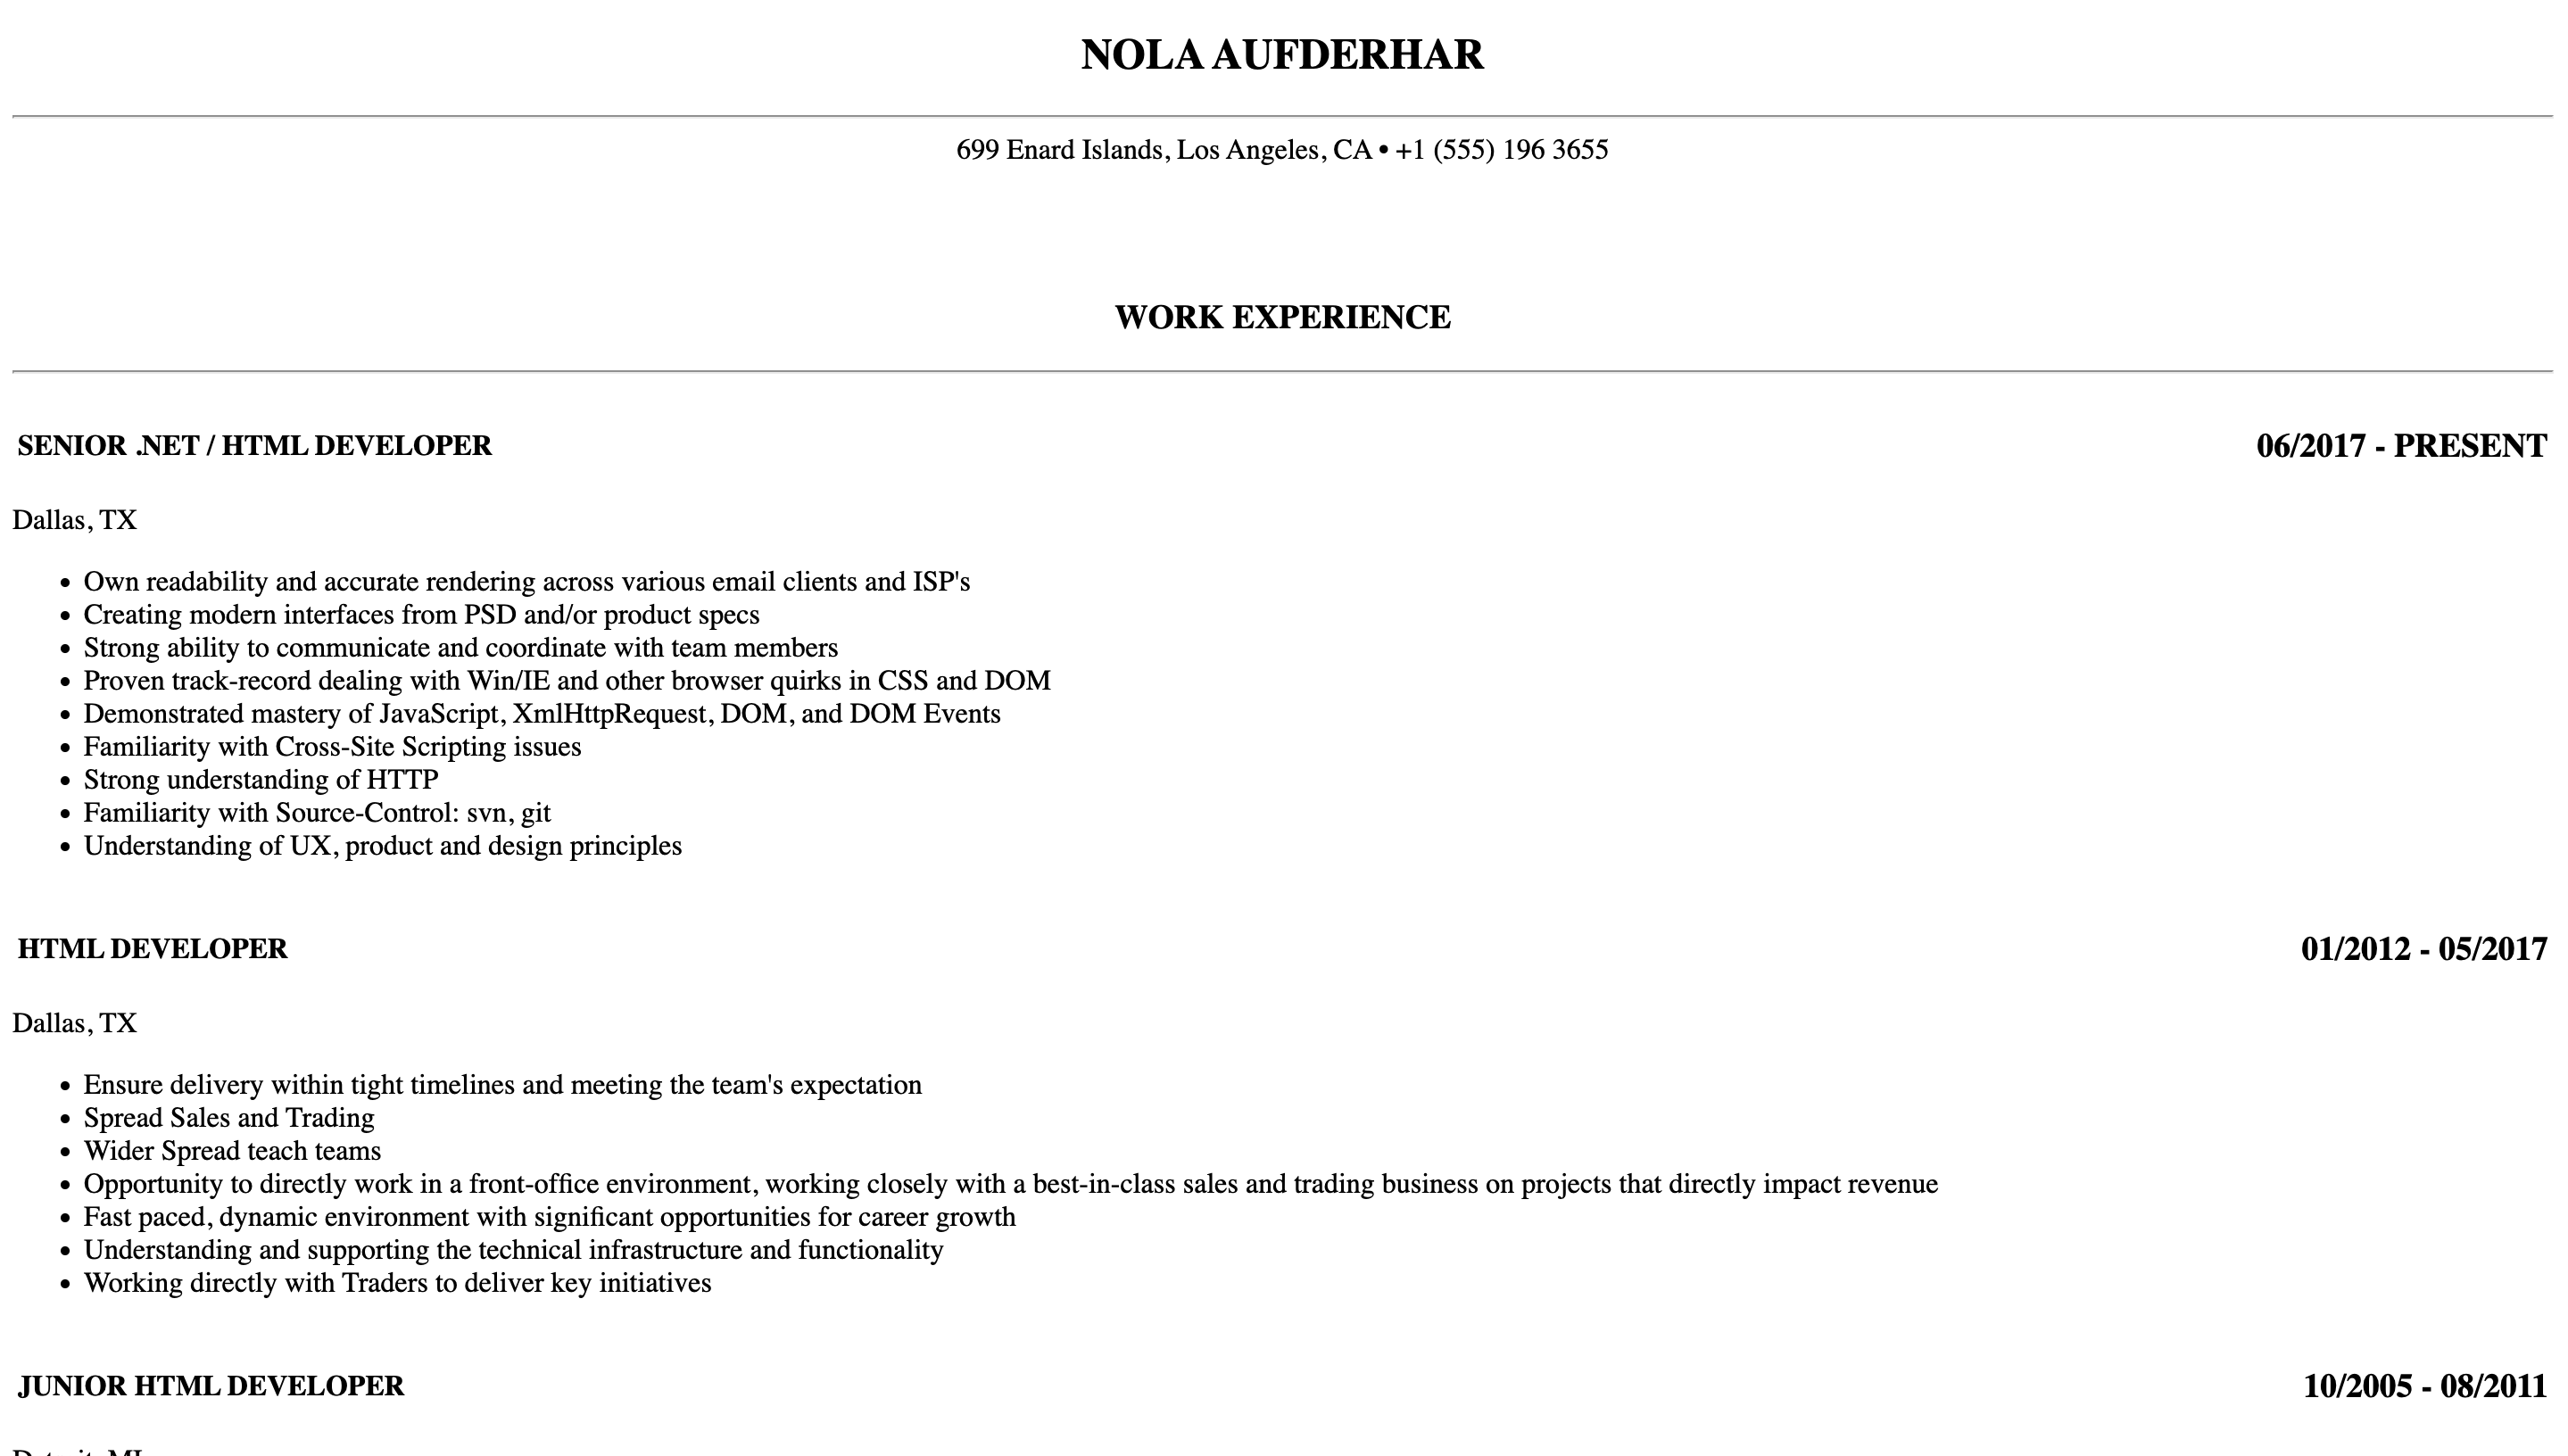 NOLA AUFDERHAR
699 Enard Islands, Los Angeles, CA • +1 (555) 196 3655
WORK EXPERIENCE
SENIOR .NET / HTML DEVELOPER 06/2017 - PRESENT
Dallas, TX
• Own readability and accurate rendering across various email clients and ISP's
• Creating modern interfaces from PSD and/or product specs
• Strong ability to communicate and coordinate with team members
• Proven track-record dealing with Win/IE and other browser quirks in CSS and DOM
• Demonstrated mastery of JavaScript, XmlHttpRequest, DOM, and DOM Events
• Familiarity with Cross-Site Scripting issues
• Strong understanding of HTTP
• Familiarity with Source-Control: svn, git
• Understanding of UX, product and design principles
HTML DEVELOPER 01/2012 - 05/2017
Dallas, TX
• Ensure delivery within tight timelines and meeting the team's expectation
• Spread Sales and Trading
• Wider Spread teach teams
• Opportunity to directly work in a front-office environment, working closely with a best-in-class sales and trading business on projects that directly impact revenue
• Fast paced, dynamic environment with significant opportunities for career growth
• Understanding and supporting the technical infrastructure and functionality
• Working directly with Traders to deliver key initiatives
JUNIOR HTML DEVELOPER 10/2005 - 08/2011